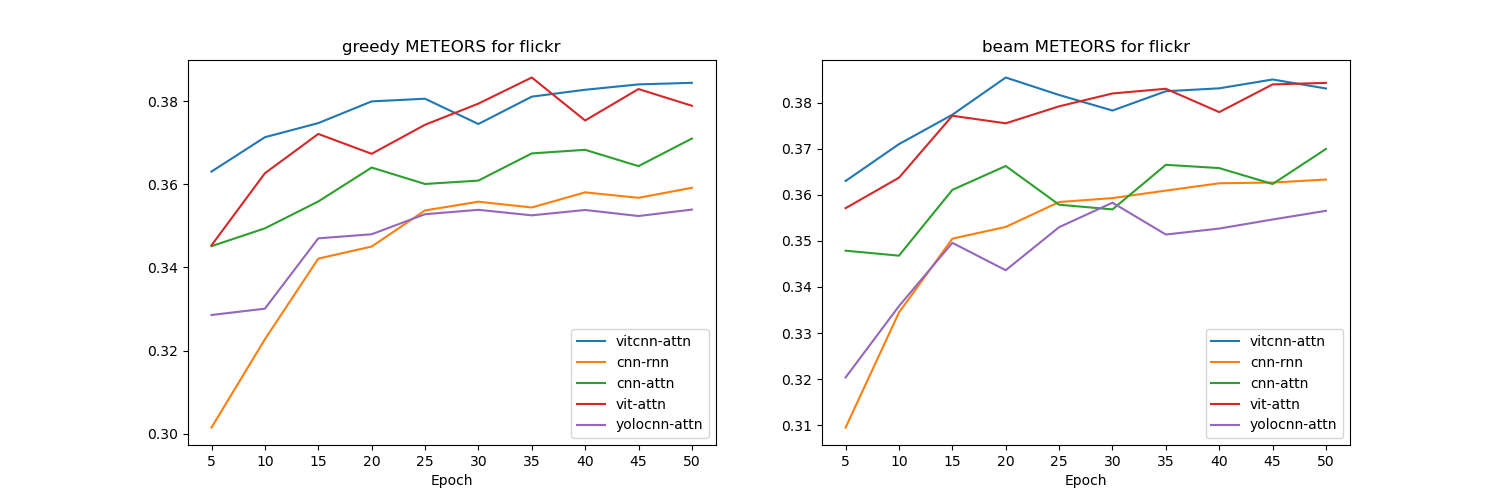 greedy METEORS for flickr
0.38
0.36
0.34
0.32
0.30
5 10 15 20 25 30 35 40 45 50
Epoch
vitcnn-attn
cnn-rnn
cnn-attn
vit-attn
yolocnn-attn
beam METEORS for flickr
0.38
0.37
0.36
0.35
0.34
0.33
0.32
0.31
5 10 15 20 25 30 35 40 45 50
Epoch
vitcnn-attn
cnn-rnn
cnn-attn
vit-attn
yolocnn-attn